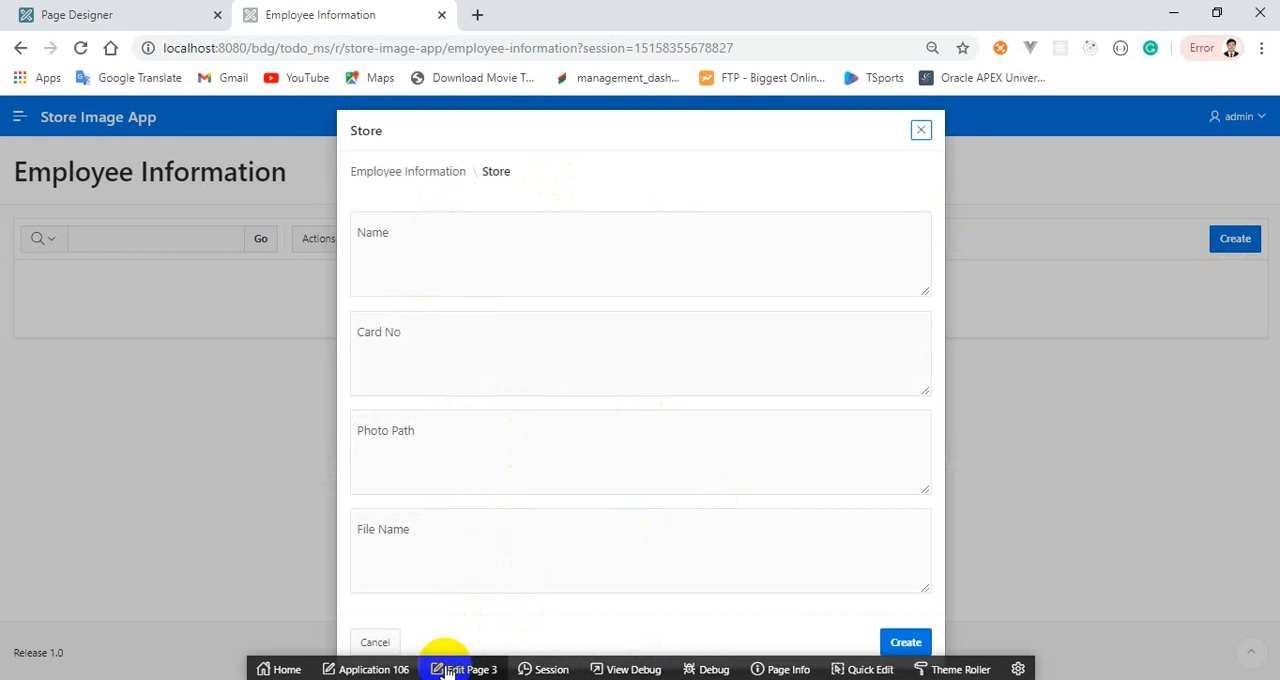 Page Designer
Employee Information
localhost:8080/bdg/todo_ms/r/store-image-app/employee-information?session=15158355678827
Error
Apps
Google Translate
Gmail
YouTube
Maps
Download Movie T...
management_dash...
FTP - Biggest Onlin...
TSports
Oracle APEX Univer...
Store Image App
admin
Employee Information
Go
Actions
Create
Store
Employee Information \ Store
Name
Card No
Photo Path
File Name
Cancel
Create
Release 1.0
Home
Application 106
Edit Page 3
Session
View Debug
Debug
Page Info
Quick Edit
Theme Roller